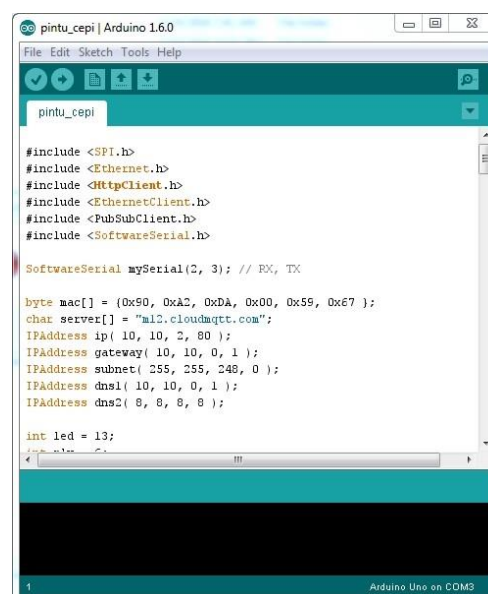 pintu_cepi | Arduino 1.6.0
File Edit Sketch Tools Help
pintu_cepi
#include <SPI.h>
#include <Ethernet.h>
#include <HttpClient.h>
#include <EthernetClient.h>
#include <PubSubClient.h>
#include <SoftwareSerial.h>
SoftwareSerial mySerial(2, 3); // RX, TX
byte mac[] = {0x90, 0xA2, 0xDA, 0x00, 0x59, 0x67 };
char server[] = "m12.cloudmqtt.com";
IPAddress ip( 10, 10, 2, 80 );
IPAddress gateway( 10, 10, 0, 1 );
IPAddress subnet( 255, 255, 248, 0 );
IPAddress dns1( 10, 10, 0, 1 );
IPAddress dns2( 8, 8, 8, 8 );
int led = 13;
1
Arduino Uno on COM3